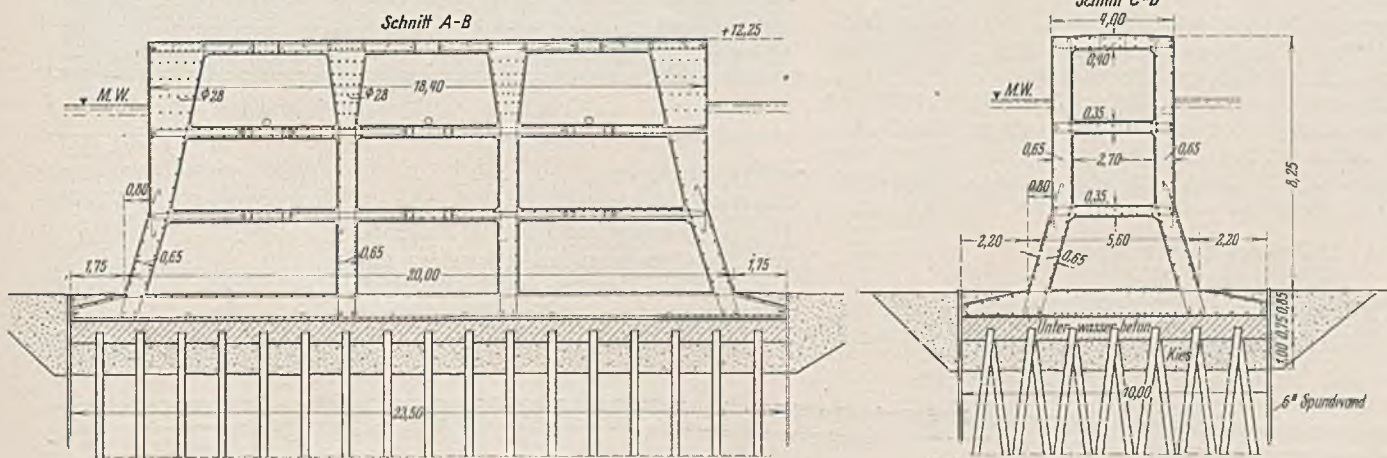 Schnitt A-B
+12,25
M.W.
Φ28
18,40
Φ28
0,80
0,65
0,65
1,75
20,00
1,75
23,50
4,00
0,40
M.W.
0,35
0,65
2,70
0,65
0,80
0,35
8,25
2,20
5,60
2,20
0,65
Unterwasserbeton
Kies
1,00 0,75 0,85
10,00
6" Spundwand